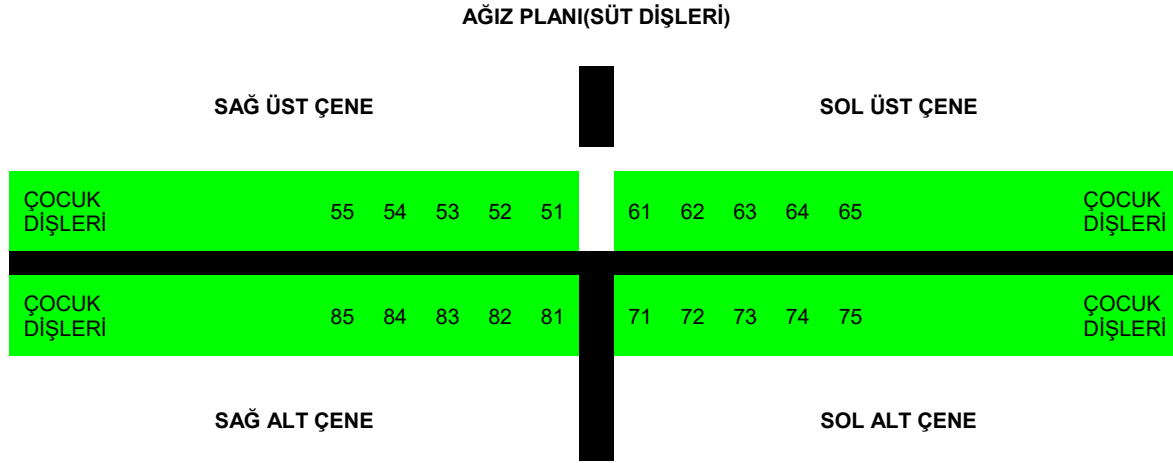 AĞIZ PLANI(SÜT DİŞLERİ)
SAĞ ÜST ÇENE SOL ÜST ÇENE
ÇOCUK DİŞLERİ 55 54 53 52 51 61 62 63 64 65 ÇOCUK DİŞLERİ
ÇOCUK DİŞLERİ 85 84 83 82 81 71 72 73 74 75 ÇOCUK DİŞLERİ
SAĞ ALT ÇENE SOL ALT ÇENE